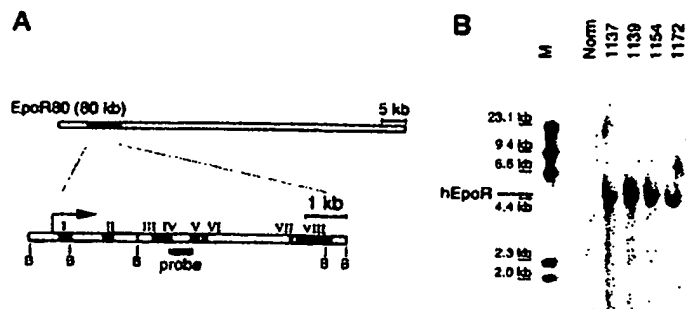 A
EpoR80 (80 kb)
5 kb
1 kb
I II III IV V VI VII VIII
B B B B B
probe
B
M Norm 1137 1139 1154 1172
23.1 kb
9.4 kb
6.6 kb
hEpoR
4.4 kb
2.3 kb
2.0 kb